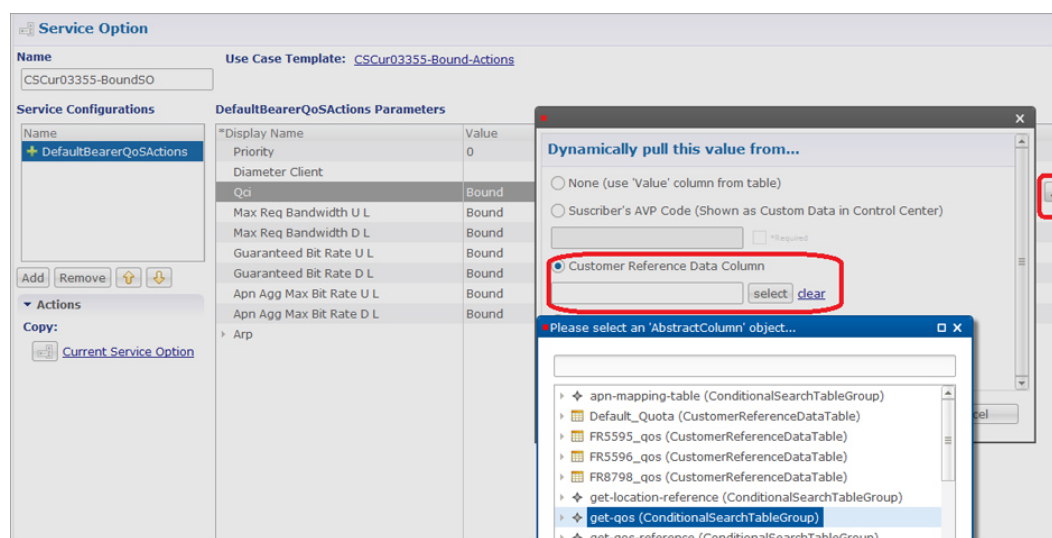 Service Option
Name
Use Case Template: CSCur03355-Bound-Actions
CSCur03355-BoundSO
Service Configurations
DefaultBearerQoSActions Parameters
Name
DefaultBearerQoSActions
*Display Name Value
Priority 0
Diameter Client
Qci Bound
Max Req Bandwidth U L Bound
Max Req Bandwidth D L Bound
Guaranteed Bit Rate U L Bound
Guaranteed Bit Rate D L Bound
Apn Agg Max Bit Rate U L Bound
Apn Agg Max Bit Rate D L Bound
Arp
Add Remove
Actions
Copy:
Current Service Option
Dynamically pull this value from...
None (use 'Value' column from table)
Suscriber's AVP Code (Shown as Custom Data in Control Center)
*Required
Customer Reference Data Column
select clear
cel
Please select an 'AbstractColumn' object...
apn-mapping-table (ConditionalSearchTableGroup)
Default_Quota (CustomerReferenceDataTable)
FR5595_qos (CustomerReferenceDataTable)
FR5596_qos (CustomerReferenceDataTable)
FR8798_qos (CustomerReferenceDataTable)
get-location-reference (ConditionalSearchTableGroup)
get-qos (ConditionalSearchTableGroup)
get-qos-reference (ConditionalSearchTableGroup)